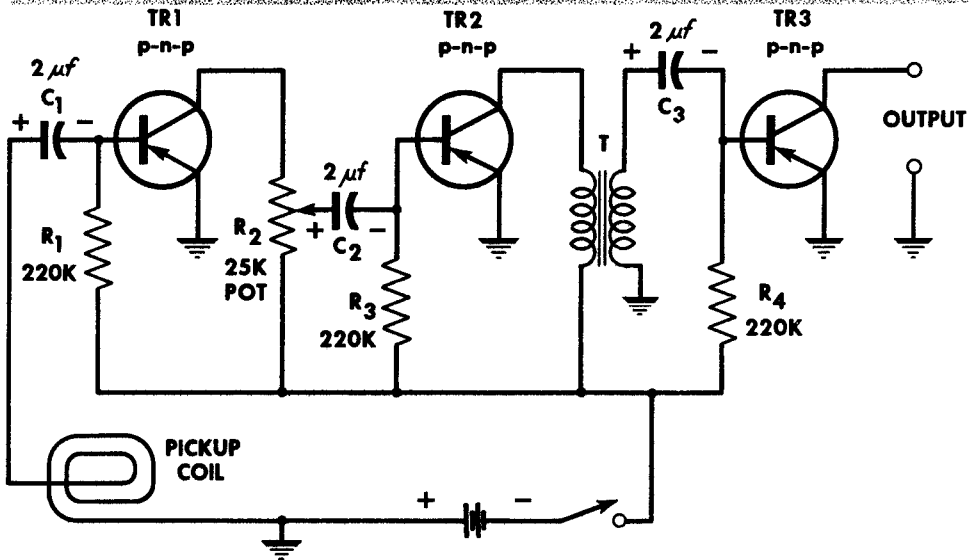 TR1
p-n-p
TR2
p-n-p
TR3
p-n-p
2 μf
C1
+ -
R1
220K
R2
25K
POT
2 μf
+ C2 -
R3
220K
T
2 μf
+ -
C3
OUTPUT
R4
220K
PICKUP
COIL
+ -